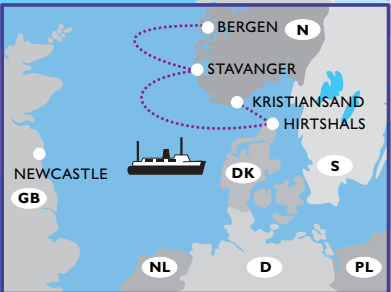 BERGEN
N
STAVANGER
KRISTIANSAND
HIRTSHALS
NEWCASTLE
DK
S
GB
NL
D
PL